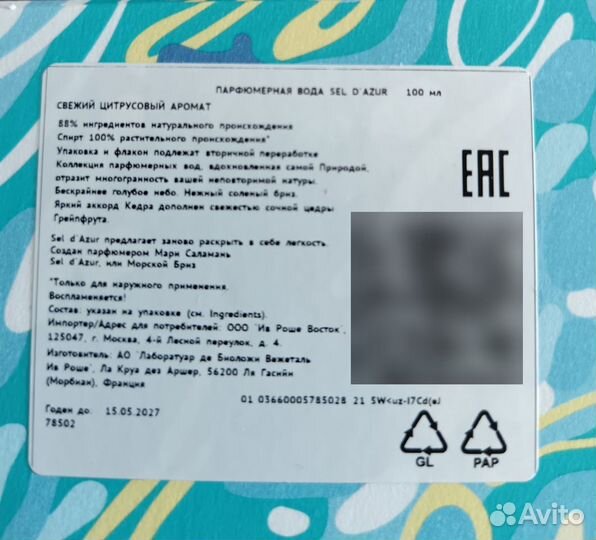 ПАРФЮМЕРНАЯ ВОДА SEL D'AZUR 100 мл
СВЕЖИЙ ЦИТРУСОВЫЙ АРОМАТ
88% ингредиентов натурального происхождения
Спирт 100% растительного происхождения*
Упаковка и флакон подлежат вторичной переработке
Коллекция парфюмерных вод, вдохновленная самой Природой,
отразит многогранность вашей неповторимой натуры.
Бескрайнее голубое небо. Нежный соленый бриз.
Яркий аккорд Кедра дополнен свежестью сочной цедры
Грейпфрута.
EAC
Sel d'Azur предлагает заново раскрыть в себе легкость.
Создан парфюмером Мари Саламань
Sel d'Azur, или Морской Бриз
*Только для наружного применения.
Воспламеняется!
Состав: указан на упаковке (см. Ingredients).
Импортер/Адрес для потребителей: ООО "Ив Роше Восток",
125047, г. Москва, 4-й Лесной переулок, д. 4.
Изготовитель: АО "Лаборатуар де Биоложи Вежеталь
Ив Роше", Ла Круа дез Аршер, 56200 Ля Гасийи
(Морбиан), Франция
01 03660005785028 21 5W<uz-I7Cd(eJ
Годен до: 15.05.2027
78502
GL PAP
Avito